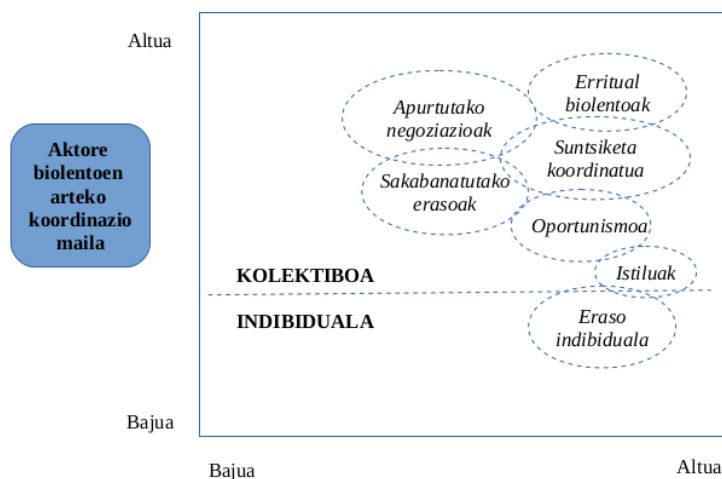 Altua
Aktore
biolentoen
arteko
koordinazio
maila
Erritual
biolentoak
Apurtutako
negoziazioak
Suntsiketa
koordinatua
Sakabanatutako
erasoak
Oportunismoa
Istiluak
KOLEKTIBOA
INDIBIDUALA
Eraso
indibiduala
Bajua
Bajua
Altua